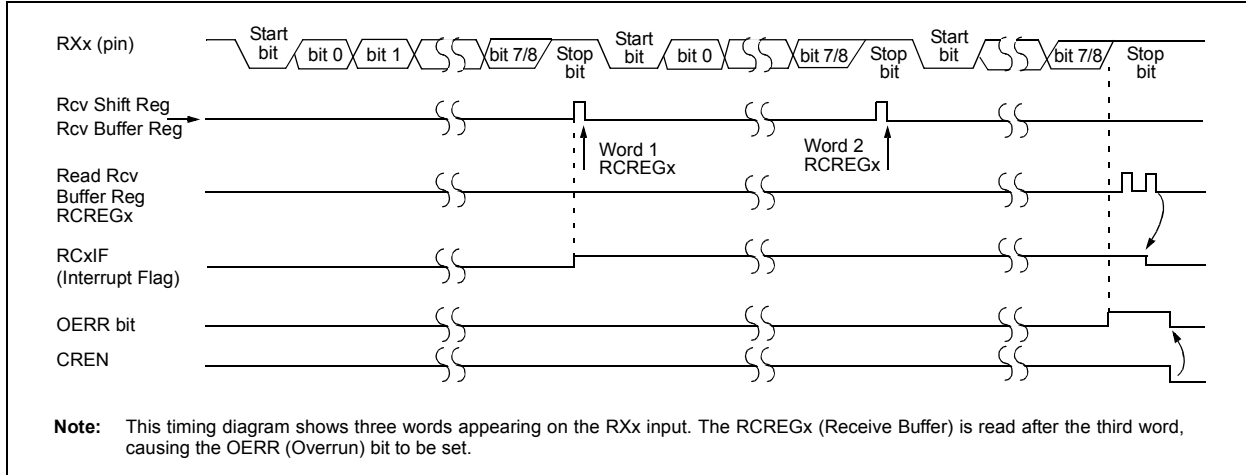 RXx (pin)
Start
bit
bit 0
bit 1
bit 7/8
Stop
bit
Start
bit
bit 0
bit 7/8
Stop
bit
Start
bit
bit 7/8
Stop
bit
Rcv Shift Reg
Rcv Buffer Reg
Word 1
RCREGx
Word 2
RCREGx
Read Rcv
Buffer Reg
RCREGx
RCxIF
(Interrupt Flag)
OERR bit
CREN
Note: This timing diagram shows three words appearing on the RXx input. The RCREGx (Receive Buffer) is read after the third word,
causing the OERR (Overrun) bit to be set.